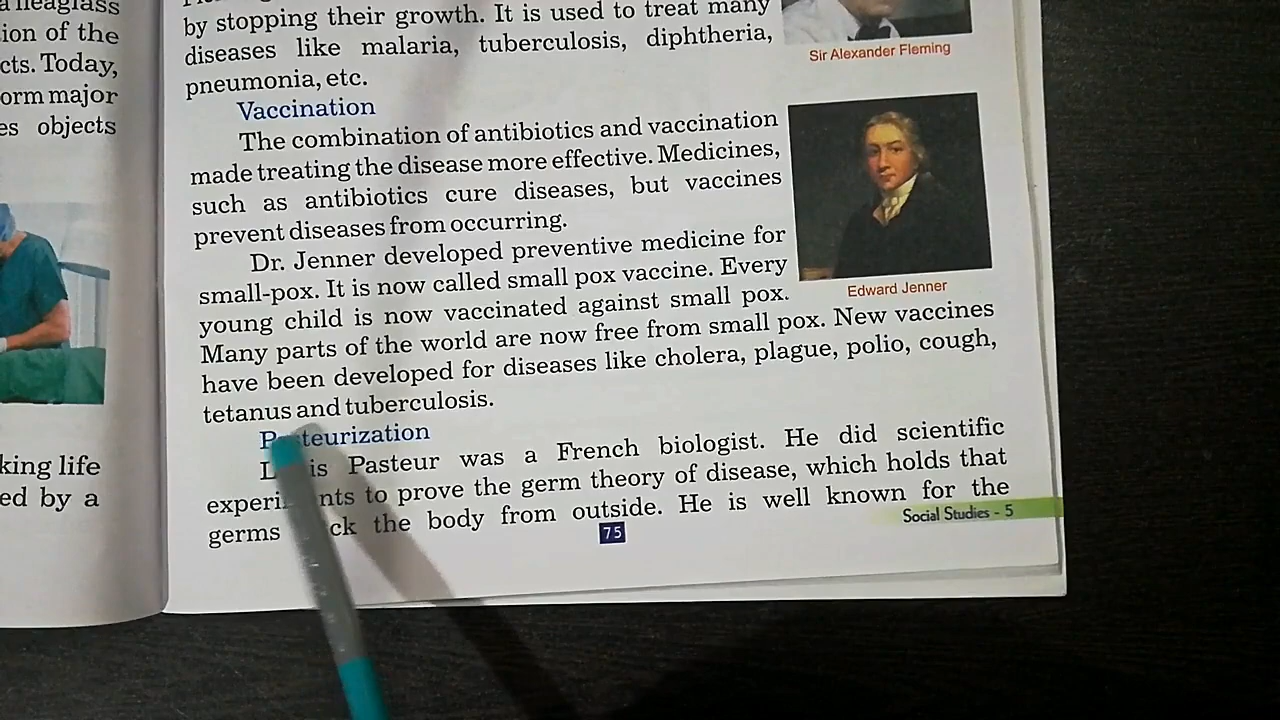 aglass
ion of the
cts. Today,
orm major
es objects
king life
ed by a
by stopping their growth. It is used to treat many
diseases like malaria, tuberculosis, diphtheria,
pneumonia, etc.
Sir Alexander Fleming
Vaccination
The combination of antibiotics and vaccination
made treating the disease more effective. Medicines,
such as antibiotics cure diseases, but vaccines
prevent diseases from occurring.
Dr. Jenner developed preventive medicine for
small-pox. It is now called small pox vaccine. Every
young child is now vaccinated against small pox.
Edward Jenner
Many parts of the world are now free from small pox. New vaccines
have been developed for diseases like cholera, plague, polio, cough,
tetanus and tuberculosis.
Pasteurization
is Pasteur was a French biologist. He did scientific
to prove the germ theory of disease, which holds that
germs the body from outside. He is well known for the
Social Studies - 5
75